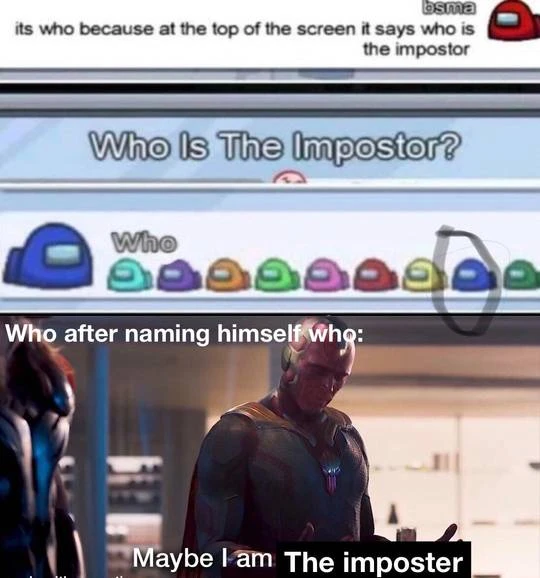 bsma
its who because at the top of the screen it says who is
the impostor
Who Is The Impostor?
Who
Who after naming himself who:
Maybe I am The imposter